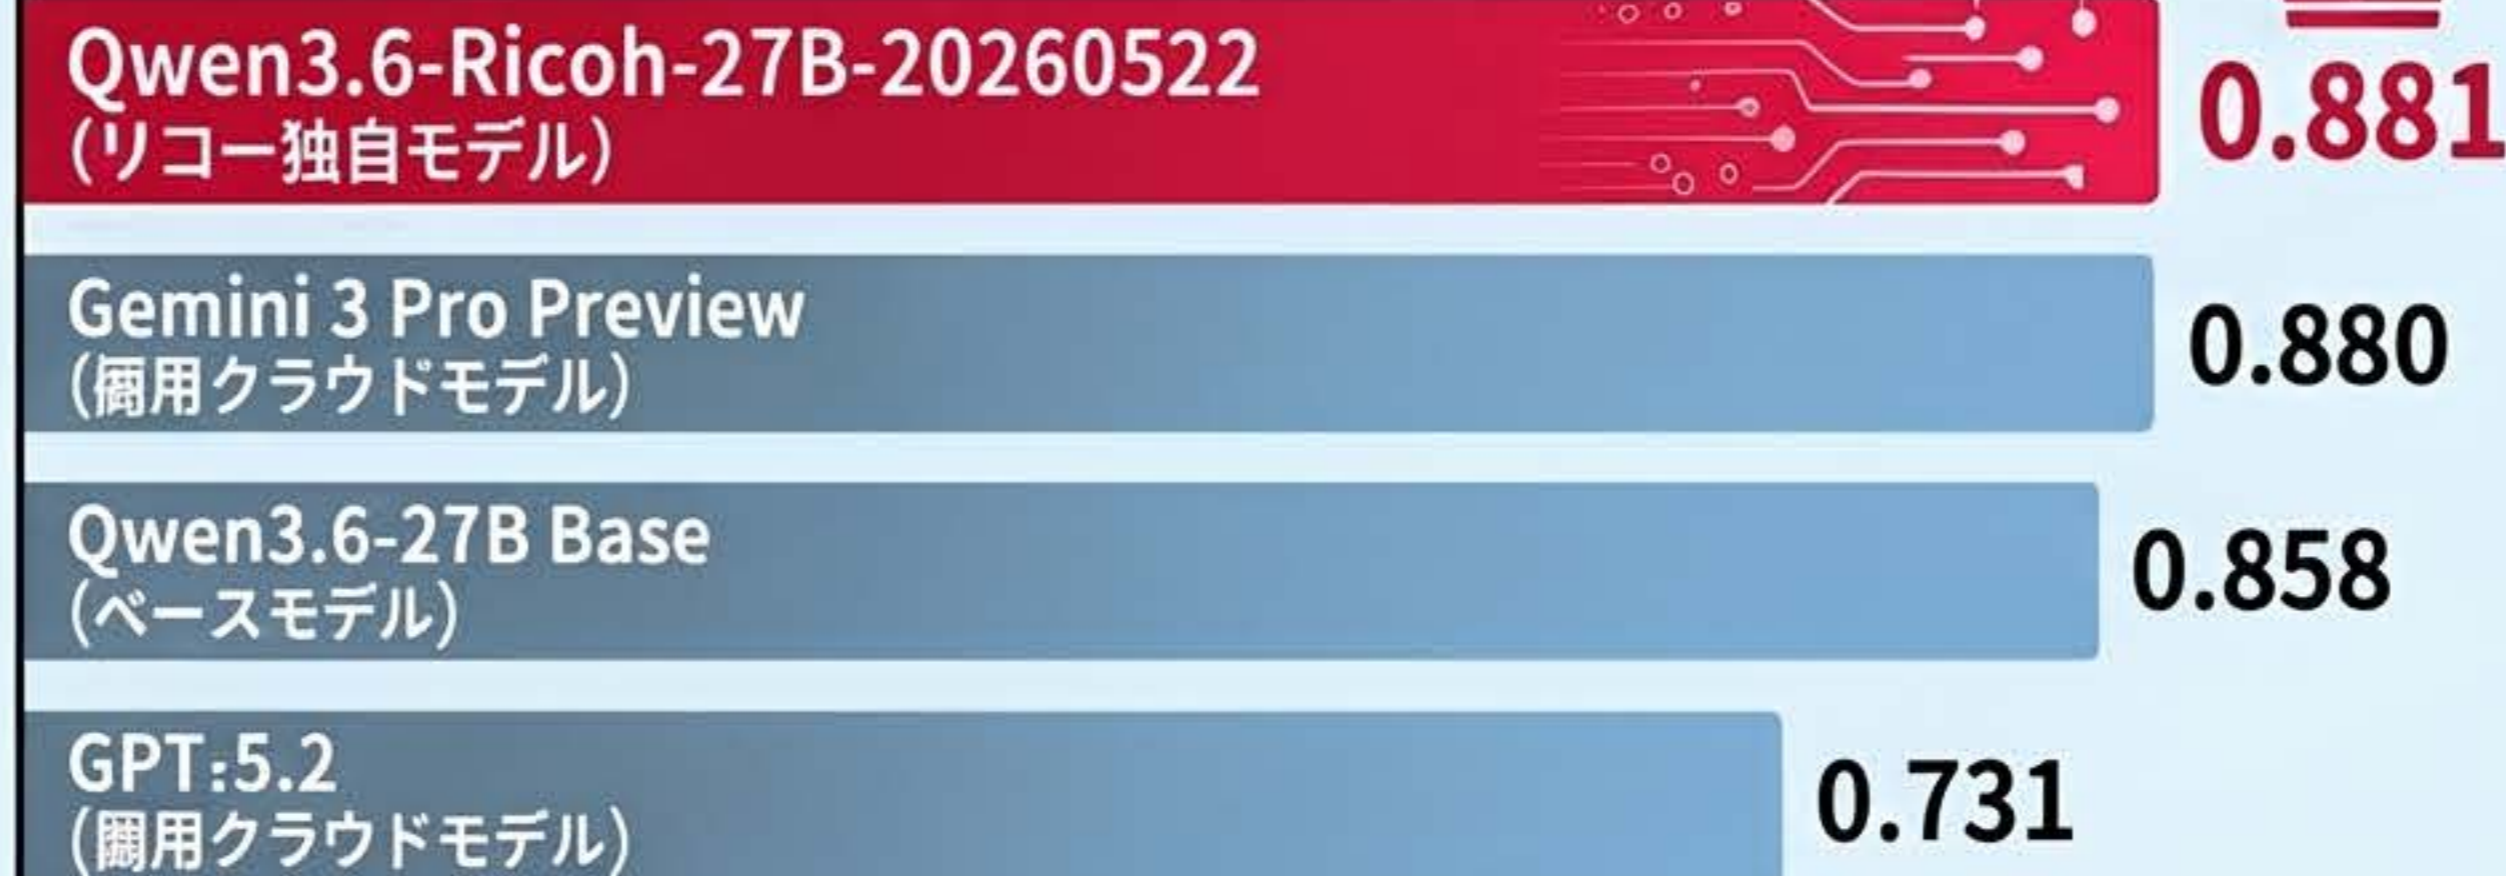 Qwen3.6-Ricoh-27B-20260522
(リコー独自モデル)
0.881
Gemini 3 Pro Preview
(用クラウドモデル)
0.880
Qwen3.6-27B Base
(ベースモデル)
0.858
GPT:5.2
(用クラウドモデル)
0.731